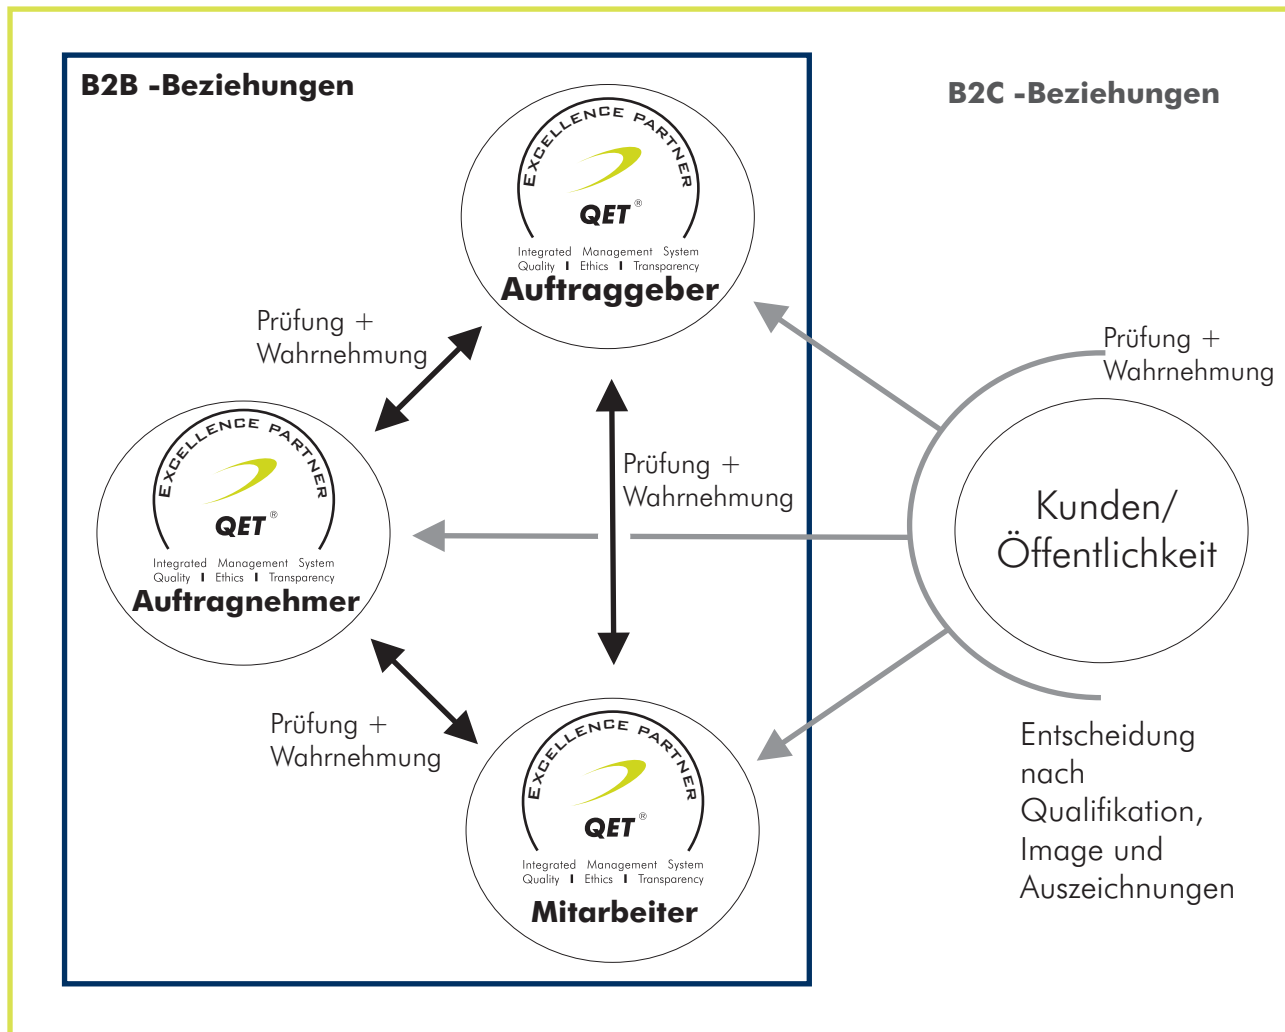 B2B -Beziehungen
B2C -Beziehungen
EXCELLENCE PARTNER
QET ®
Integrated Management System
Quality I Ethics I Transparency
Auftraggeber
Prüfung +
Wahrnehmung
Prüfung +
Wahrnehmung
EXCELLENCE PARTNER
QET ®
Integrated Management System
Quality I Ethics I Transparency
Auftragnehmer
Prüfung +
Wahrnehmung
Kunden/
Öffentlichkeit
Prüfung +
Wahrnehmung
EXCELLENCE PARTNER
QET ®
Integrated Management System
Quality I Ethics I Transparency
Mitarbeiter
Entscheidung
nach
Qualifikation,
Image und
Auszeichnungen